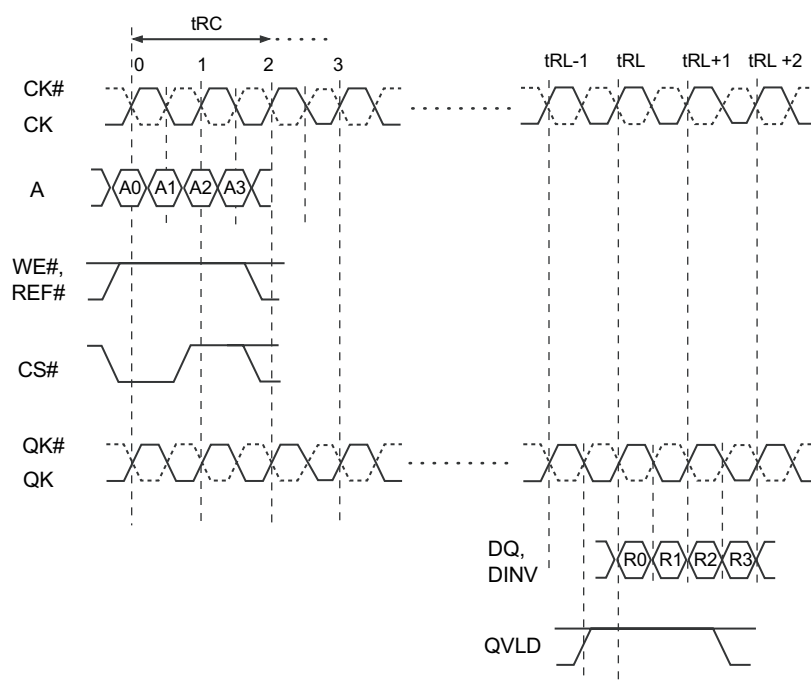 tRC
0 1 2 3 tRL-1 tRL tRL+1 tRL +2
CK#
CK
A A0 A1 A2 A3
WE#,
REF#
CS#
QK#
QK
DQ, R0 R1 R2 R3
DINV
QVLD